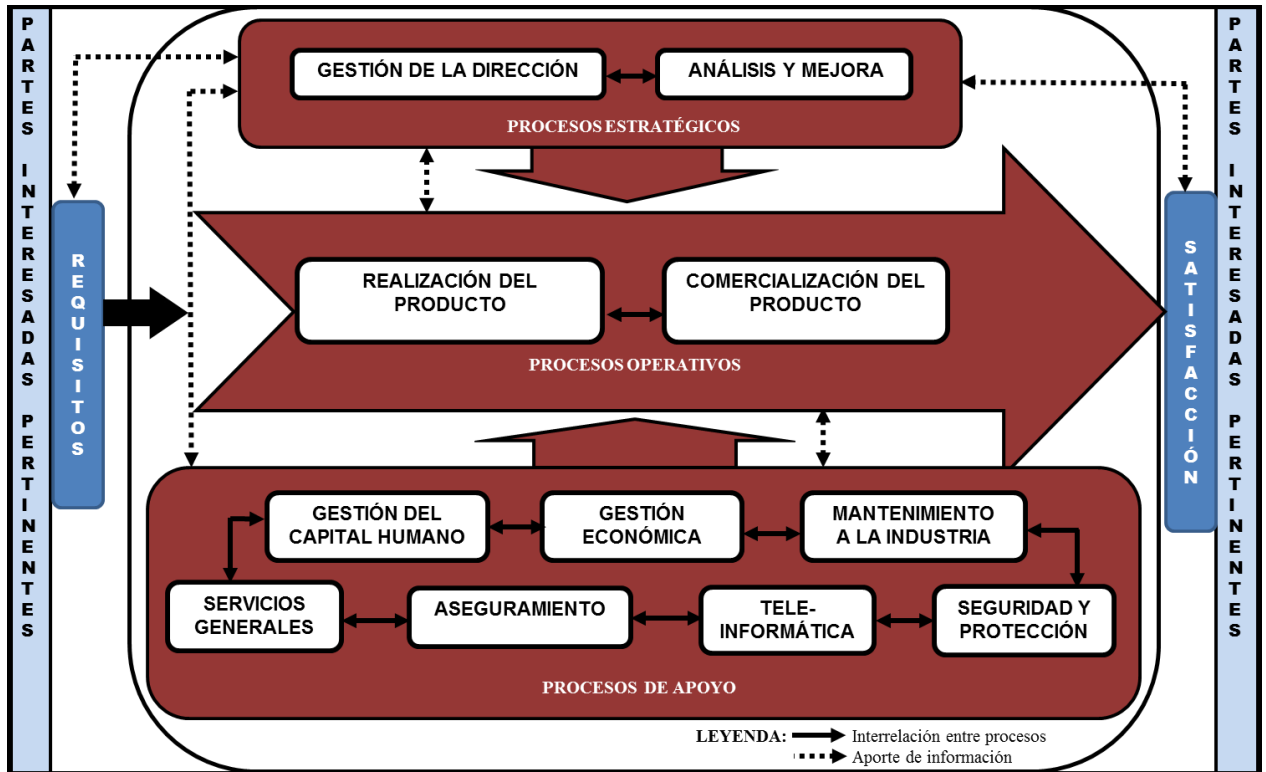 PARTES INTERESADAS PERTINENTES
REQUISITOS
GESTIÓN DE LA DIRECCIÓN
ANÁLISIS Y MEJORA
PROCESOS ESTRATÉGICOS
REALIZACIÓN DEL
PRODUCTO
COMERCIALIZACIÓN DEL
PRODUCTO
PROCESOS OPERATIVOS
GESTIÓN DEL
CAPITAL HUMANO
GESTIÓN
ECONÓMICA
MANTENIMIENTO
A LA INDUSTRIA
SERVICIOS
GENERALES
ASEGURAMIENTO
TELE-
INFORMÁTICA
SEGURIDAD Y
PROTECCIÓN
PROCESOS DE APOYO
LEYENDA:
Interrelación entre procesos
Aporte de información
SATISFACCIÓN
PARTES INTERESADAS PERTINENTES